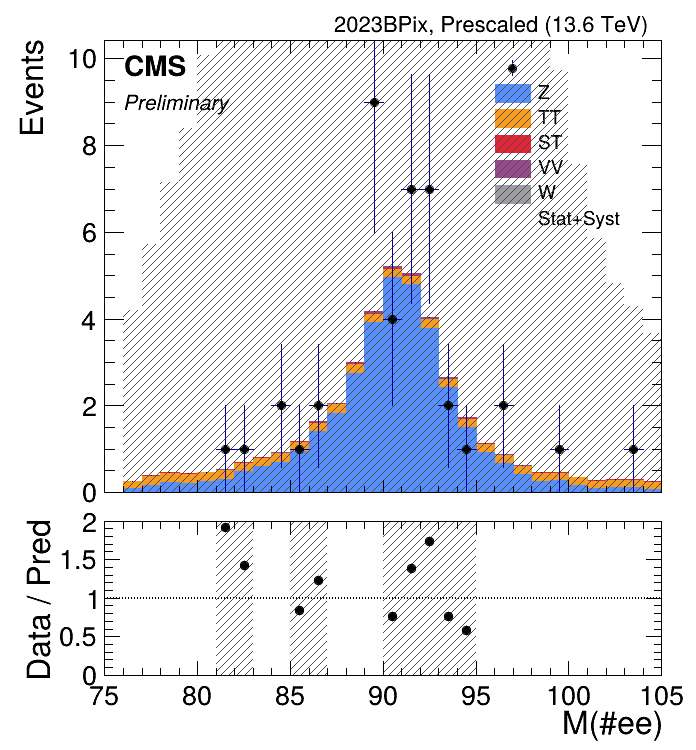 2023BPix, Prescaled (13.6 TeV)
CMS
Preliminary
Events
10
8
6
4
2
0
Z
TT
ST
VV
W
Stat+Syst
Data / Pred
2
1.5
1
0.5
0
75 80 85 90 95 100 105
M(#ee)